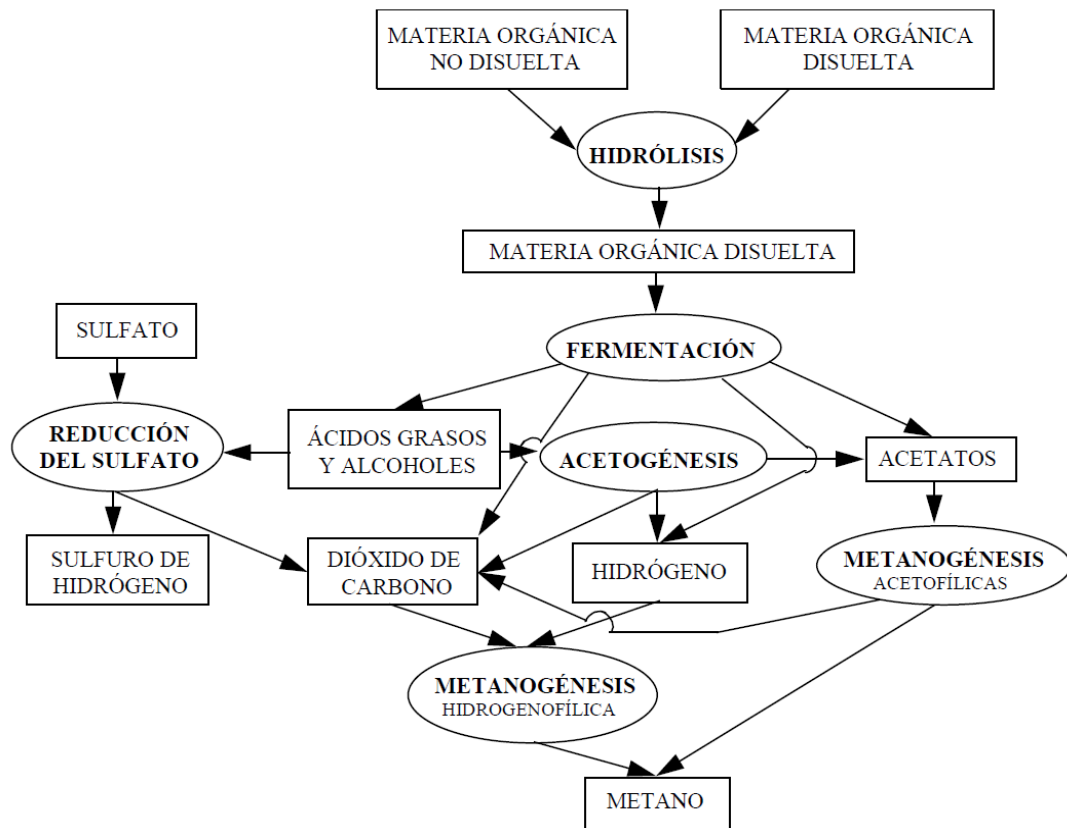 MATERIA ORGÁNICA
NO DISUELTA
MATERIA ORGÁNICA
DISUELTA
HIDRÓLISIS
MATERIA ORGÁNICA DISUELTA
SULFATO
FERMENTACIÓN
REDUCCIÓN
DEL SULFATO
ÁCIDOS GRASOS
Y ALCOHOLES
ACETOGÉNESIS
ACETATOS
SULFURO DE
HIDRÓGENO
DIÓXIDO DE
CARBONO
HIDRÓGENO
METANOGÉNESIS
ACETOFÍLICAS
METANOGÉNESIS
HIDROGENOFÍLICA
METANO